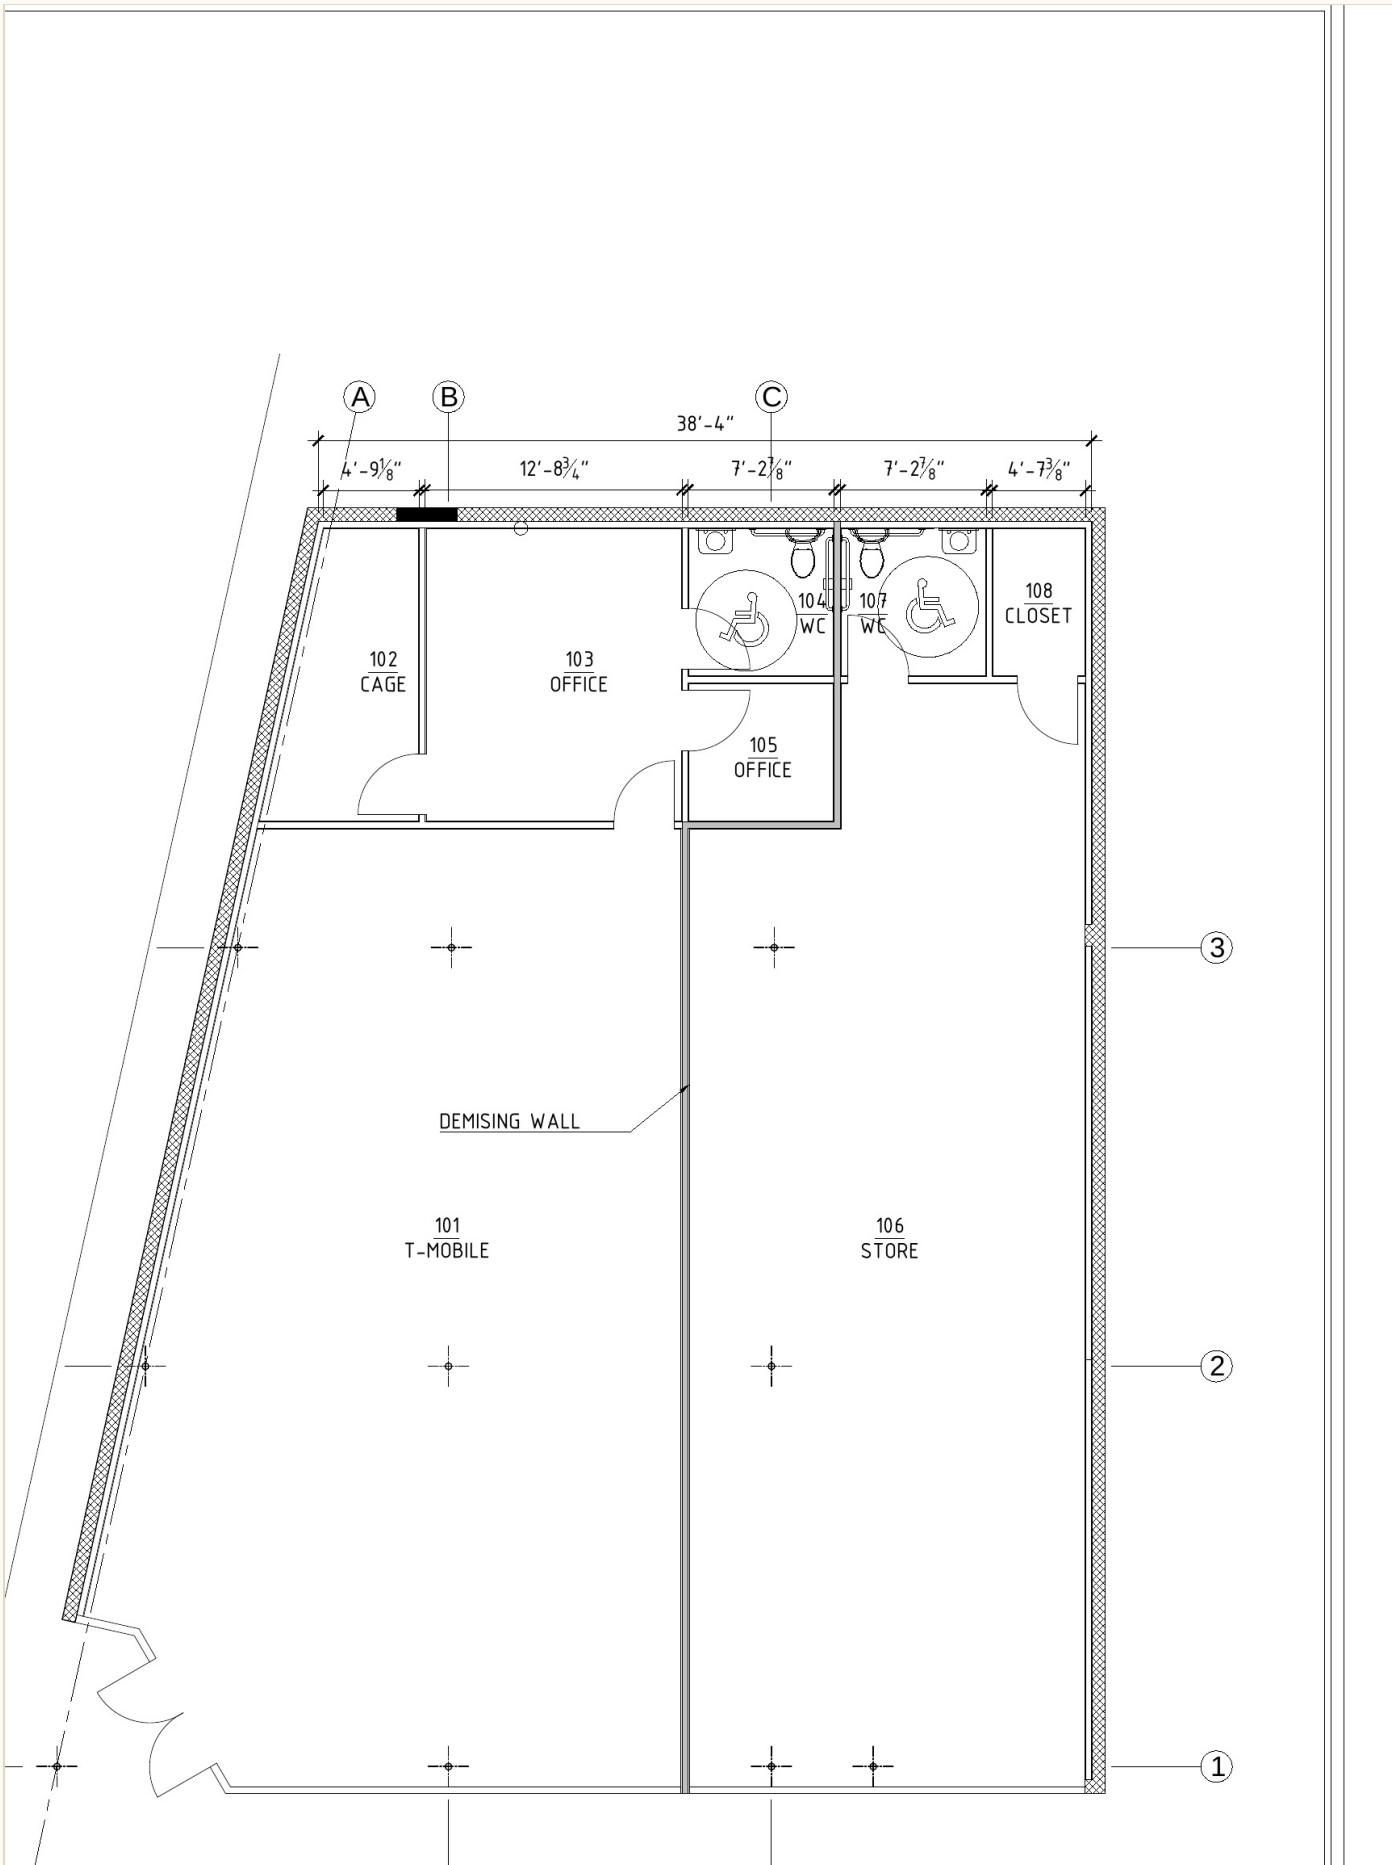 A B C
38'-4"
4'-9⅛" 12'-8¾" 7'-2⅞" 7'-2⅞" 4'-7⅜"
108
CLOSET
104 107
WC WC
102 103
CAGE OFFICE
105
OFFICE
3
DEMISING WALL
101 106
T-MOBILE STORE
2
1